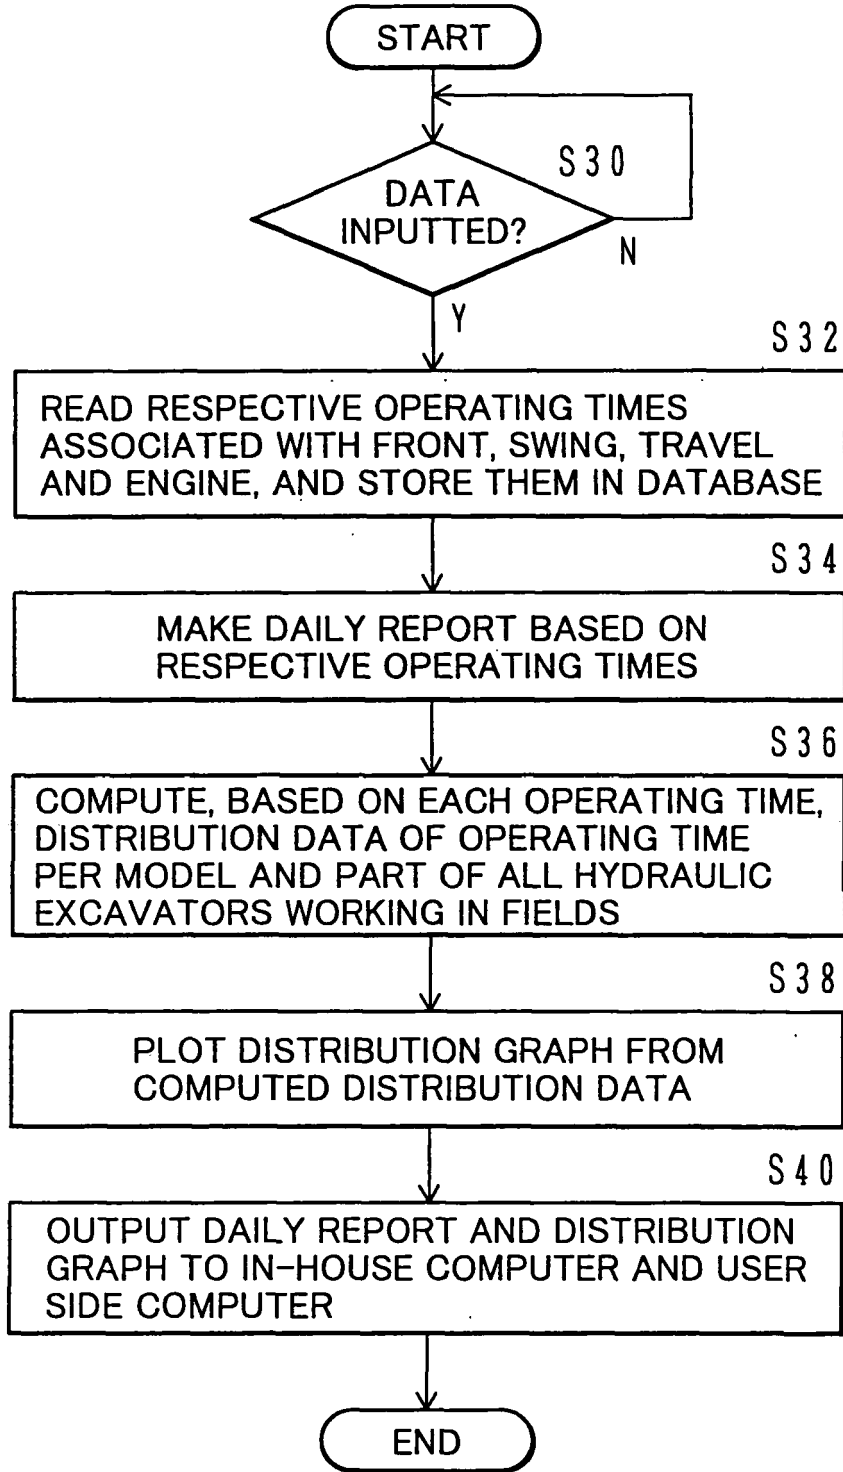 START
S30
DATA
INPUTTED?
N
Y
S32
READ RESPECTIVE OPERATING TIMES
ASSOCIATED WITH FRONT, SWING, TRAVEL
AND ENGINE, AND STORE THEM IN DATABASE
S34
MAKE DAILY REPORT BASED ON
RESPECTIVE OPERATING TIMES
S36
COMPUTE, BASED ON EACH OPERATING TIME,
DISTRIBUTION DATA OF OPERATING TIME
PER MODEL AND PART OF ALL HYDRAULIC
EXCAVATORS WORKING IN FIELDS
S38
PLOT DISTRIBUTION GRAPH FROM
COMPUTED DISTRIBUTION DATA
S40
OUTPUT DAILY REPORT AND DISTRIBUTION
GRAPH TO IN-HOUSE COMPUTER AND USER
SIDE COMPUTER
END